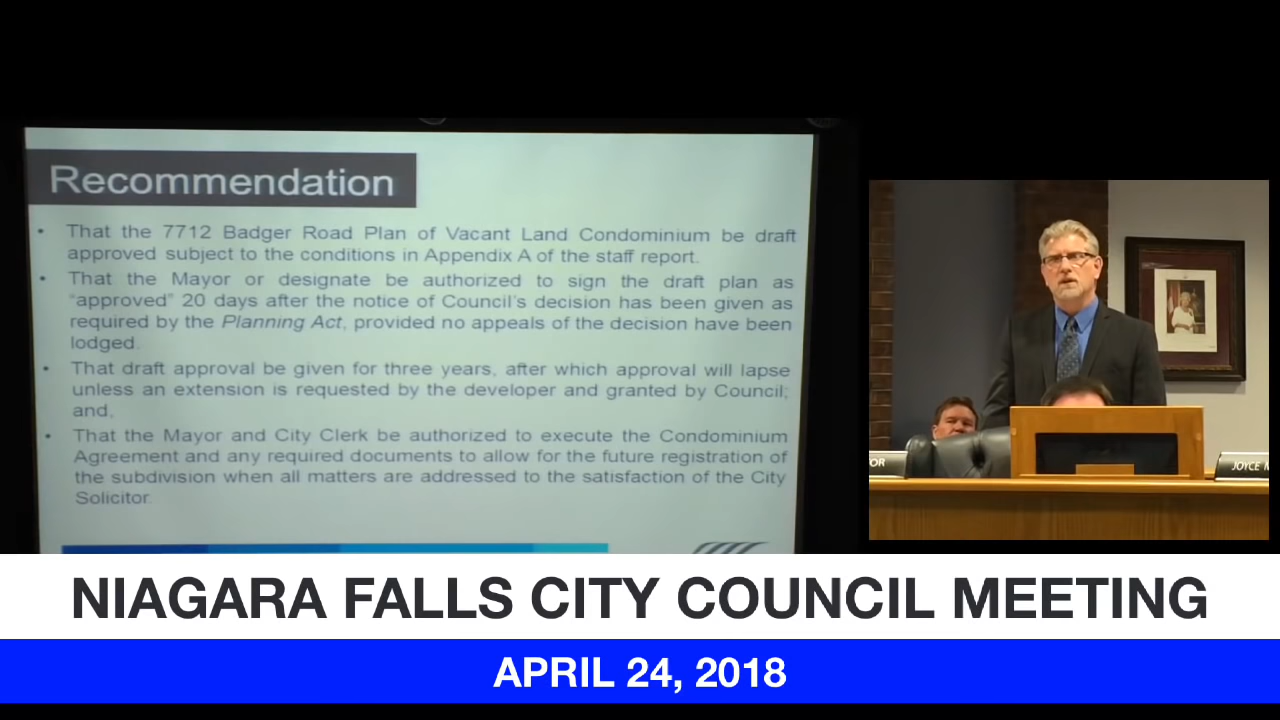 Recommendation
• That the 7712 Badger Road Plan of Vacant Land Condominium be draft
approved subject to the conditions in Appendix A of the staff report.
• That the Mayor or designate be authorized to sign the draft plan as
"approved" 20 days after the notice of Council's decision has been given as
required by the Planning Act, provided no appeals of the decision have been
lodged.
• That draft approval be given for three years, after which approval will lapse
unless an extension is requested by the developer and granted by Council;
and,
• That the Mayor and City Clerk be authorized to execute the Condominium
Agreement and any required documents to allow for the future registration of
the subdivision when all matters are addressed to the satisfaction of the City
Solicitor.
OR
JOYCE
NIAGARA FALLS CITY COUNCIL MEETING
APRIL 24, 2018